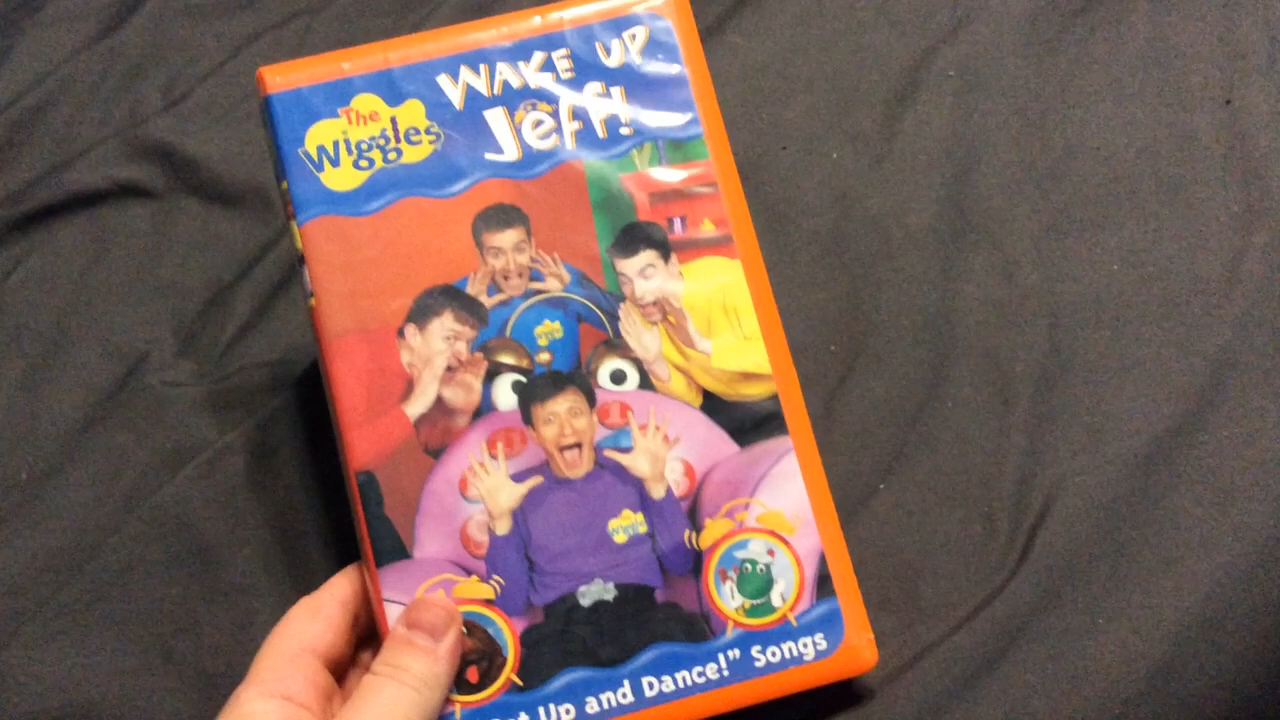 WAKE UP
Jeff!
The
Wiggles
Up and Dance!" Songs